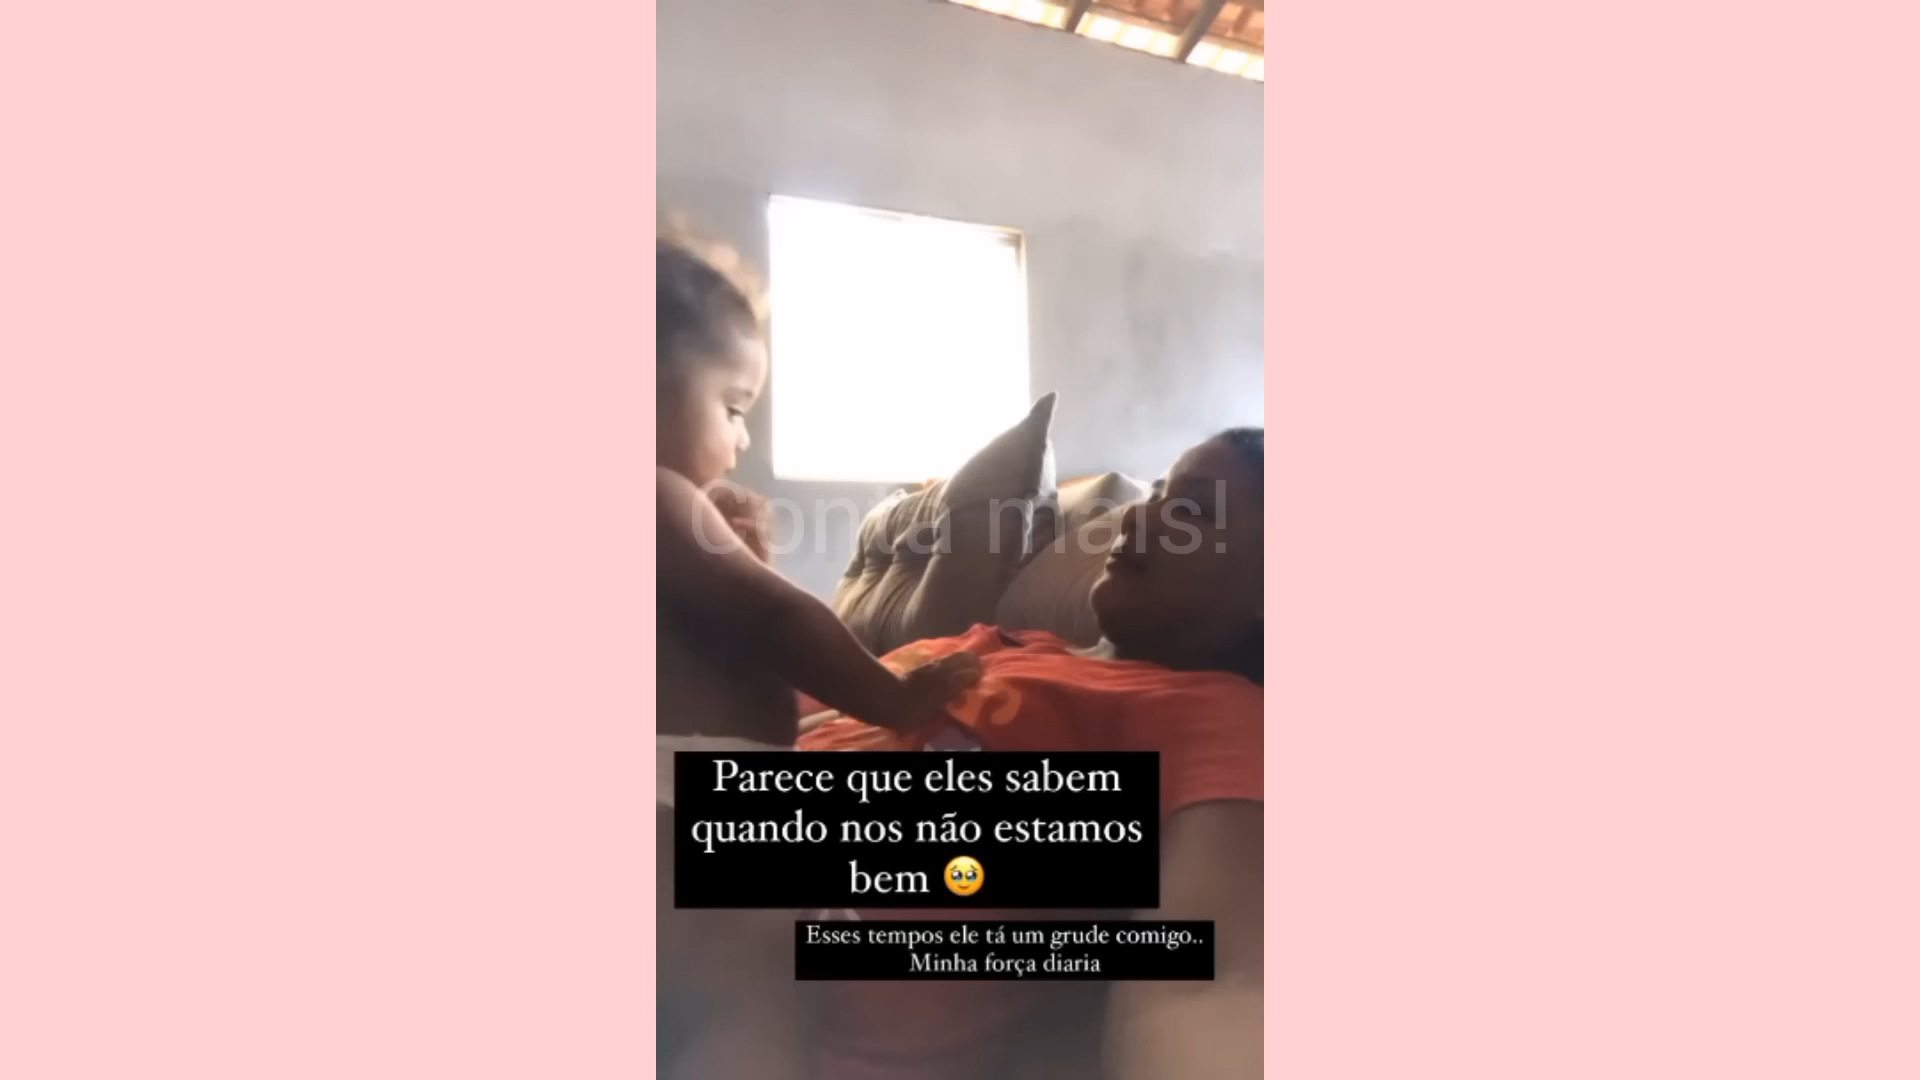 Conta mais!
Parece que eles sabem
quando nos não estamos
bem 🥹
Esses tempos ele tá um grude comigo..
Minha força diaria